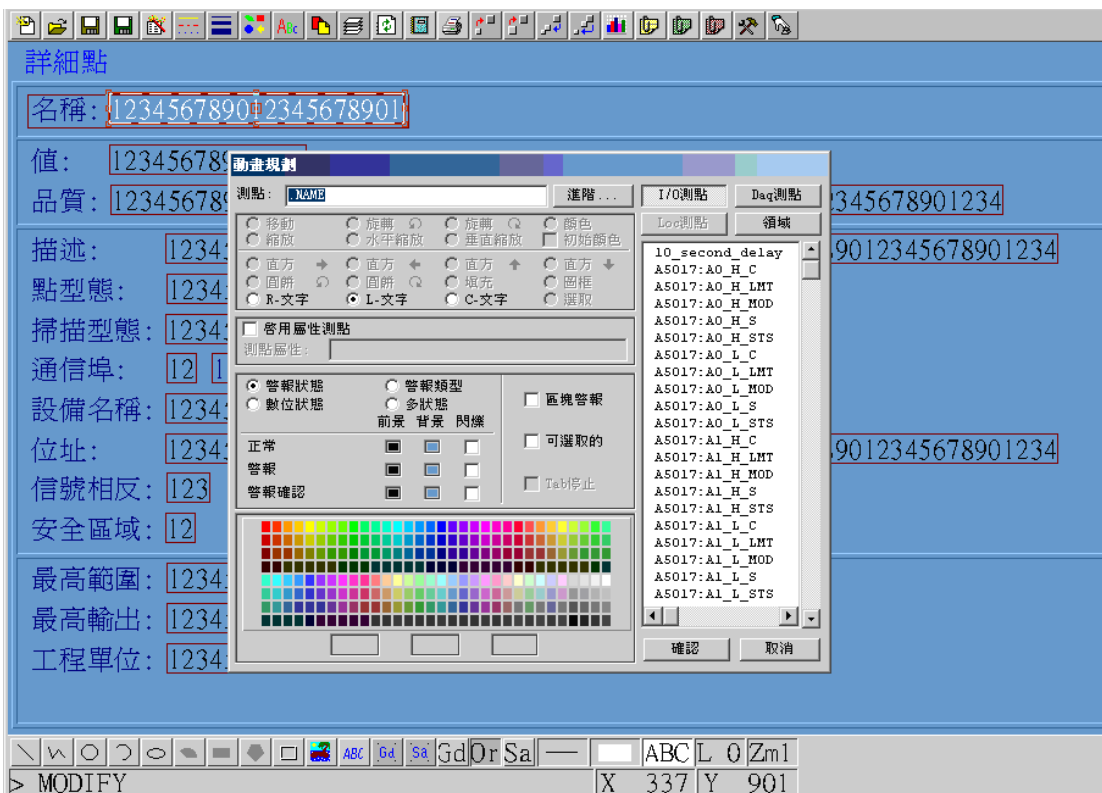 ABc
詳細點
名稱: 123456789012345678901
值: 123456789
品質: 12345678
2345678901234
描述: 1234
901234567890 1234
點型態: 1234
掃描型態: 1234
通信埠: 12 1
設備名稱: 1234
位址: 1234
901234567890 1234
信號相反: 123
安全區域: 12
最高範圍: 1234
最高輸出: 1234
工程單位: 1234
動畫規劃
測點: .NAME 進階...
移動 旋轉 旋轉 顏色
縮放 水平縮放 垂直縮放 初始顏色
直方 直方 直方 直方
圓餅 圓餅 填充 圖框
R-文字 L-文字 C-文字 選取
啓用屬性測點
測點屬性:
警報狀態 警報類型
數位狀態 多狀態
前景 背景 閃爍
正常
警報
警報確認
區塊警報
可選取的
Tab停止
I/O測點 Daq測點
Loc測點 領域
10_second_delay
A5017:A0_H_C
A5017:A0_H_LMT
A5017:A0_H_MOD
A5017:A0_H_S
A5017:A0_H_STS
A5017:A0_L_C
A5017:A0_L_LMT
A5017:A0_L_MOD
A5017:A0_L_S
A5017:A0_L_STS
A5017:A1_H_C
A5017:A1_H_LMT
A5017:A1_H_MOD
A5017:A1_H_S
A5017:A1_H_STS
A5017:A1_L_C
A5017:A1_L_LMT
A5017:A1_L_MOD
A5017:A1_L_S
A5017:A1_L_STS
確認 取消
ABC Gd Sa Gd Or Sa ABC L 0 Zm1
> MODIFY X 337 Y 901